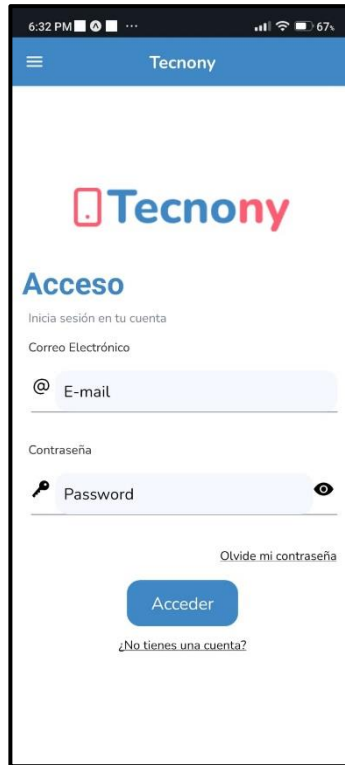 6:32 PM ... 67%
Tecnony
Tecnony
Acceso
Inicia sesión en tu cuenta
Correo Electrónico
@ E-mail
Contraseña
Password
Olvide mi contraseña
Acceder
¿No tienes una cuenta?